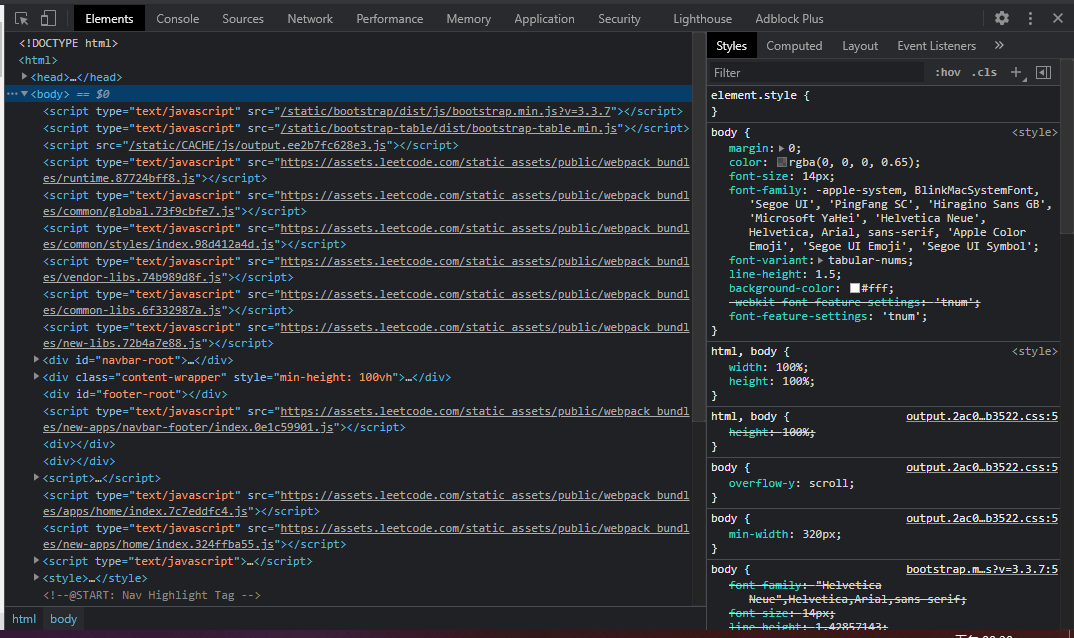 Elements Console Sources Network Performance Memory Application Security Lighthouse Adblock Plus
<!DOCTYPE html>
<html>
<head>…</head>
<body> == $0
<script type="text/javascript" src="/static/bootstrap/dist/js/bootstrap.min.js?v=3.3.7"></script>
<script type="text/javascript" src="/static/bootstrap-table/dist/bootstrap-table.min.js"></script>
<script src="/static/CACHE/js/output.ee2b7fc628e3.js"></script>
<script type="text/javascript" src="https://assets.leetcode.com/static_assets/public/webpack_bundl
es/runtime.87724bff8.js"></script>
<script type="text/javascript" src="https://assets.leetcode.com/static_assets/public/webpack_bundl
es/common/global.73f9cbfe7.js"></script>
<script type="text/javascript" src="https://assets.leetcode.com/static_assets/public/webpack_bundl
es/common/styles/index.98d412a4d.js"></script>
<script type="text/javascript" src="https://assets.leetcode.com/static_assets/public/webpack_bundl
es/vendor-libs.74b989d8f.js"></script>
<script type="text/javascript" src="https://assets.leetcode.com/static_assets/public/webpack_bundl
es/common-libs.6f332987a.js"></script>
<script type="text/javascript" src="https://assets.leetcode.com/static_assets/public/webpack_bundl
es/new-libs.72b4a7e88.js"></script>
<div id="navbar-root">…</div>
<div class="content-wrapper" style="min-height: 100vh">…</div>
<div id="footer-root"></div>
<script type="text/javascript" src="https://assets.leetcode.com/static_assets/public/webpack_bundl
es/new-apps/navbar-footer/index.0e1c59901.js"></script>
<div></div>
<div></div>
<script>…</script>
<script type="text/javascript" src="https://assets.leetcode.com/static_assets/public/webpack_bundl
es/apps/home/index.7c7eddfc4.js"></script>
<script type="text/javascript" src="https://assets.leetcode.com/static_assets/public/webpack_bundl
es/new-apps/home/index.324ffba55.js"></script>
<script type="text/javascript">…</script>
<style>…</style>
<!--@START: Nav Highlight Tag -->
html body
Styles Computed Layout Event Listeners »
Filter :hov .cls
element.style {
}
body { <style>
margin: 0;
color: rgba(0, 0, 0, 0.65);
font-size: 14px;
font-family: -apple-system, BlinkMacSystemFont,
'Segoe UI', 'PingFang SC', 'Hiragino Sans GB',
'Microsoft YaHei', 'Helvetica Neue',
Helvetica, Arial, sans-serif, 'Apple Color
Emoji', 'Segoe UI Emoji', 'Segoe UI Symbol';
font-variant: tabular-nums;
line-height: 1.5;
background-color: #fff;
-webkit-font-feature-settings: 'tnum';
font-feature-settings: 'tnum';
}
html, body { <style>
width: 100%;
height: 100%;
}
html, body { output.2ac0…b3522.css:5
height: 100%;
}
body { output.2ac0…b3522.css:5
overflow-y: scroll;
}
body { output.2ac0…b3522.css:5
min-width: 320px;
}
body { bootstrap.m…s?v=3.3.7:5
font-family: "Helvetica
Neue",Helvetica,Arial,sans-serif;
font-size: 14px;
line-height: 1.42857143;